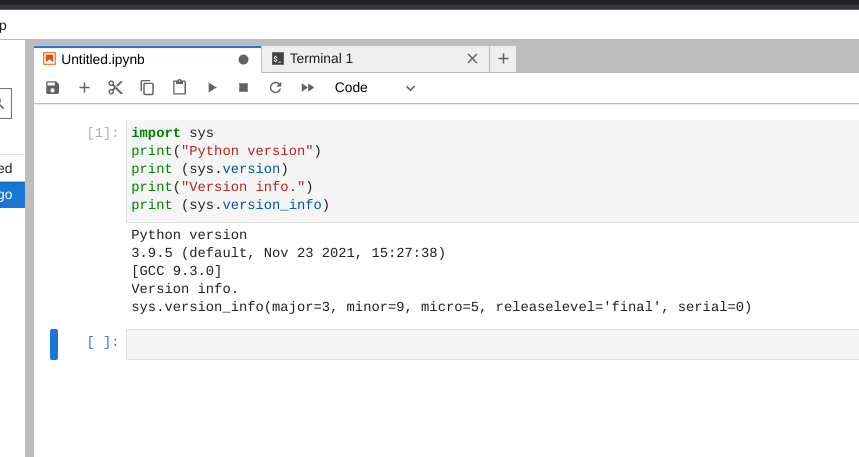 p
Untitled.ipynb
Terminal 1
Code
ed
go
[1]:
import sys
print("Python version")
print (sys.version)
print("Version info.")
print (sys.version_info)
Python version
3.9.5 (default, Nov 23 2021, 15:27:38)
[GCC 9.3.0]
Version info.
sys.version_info(major=3, minor=9, micro=5, releaselevel='final', serial=0)
[ ]: